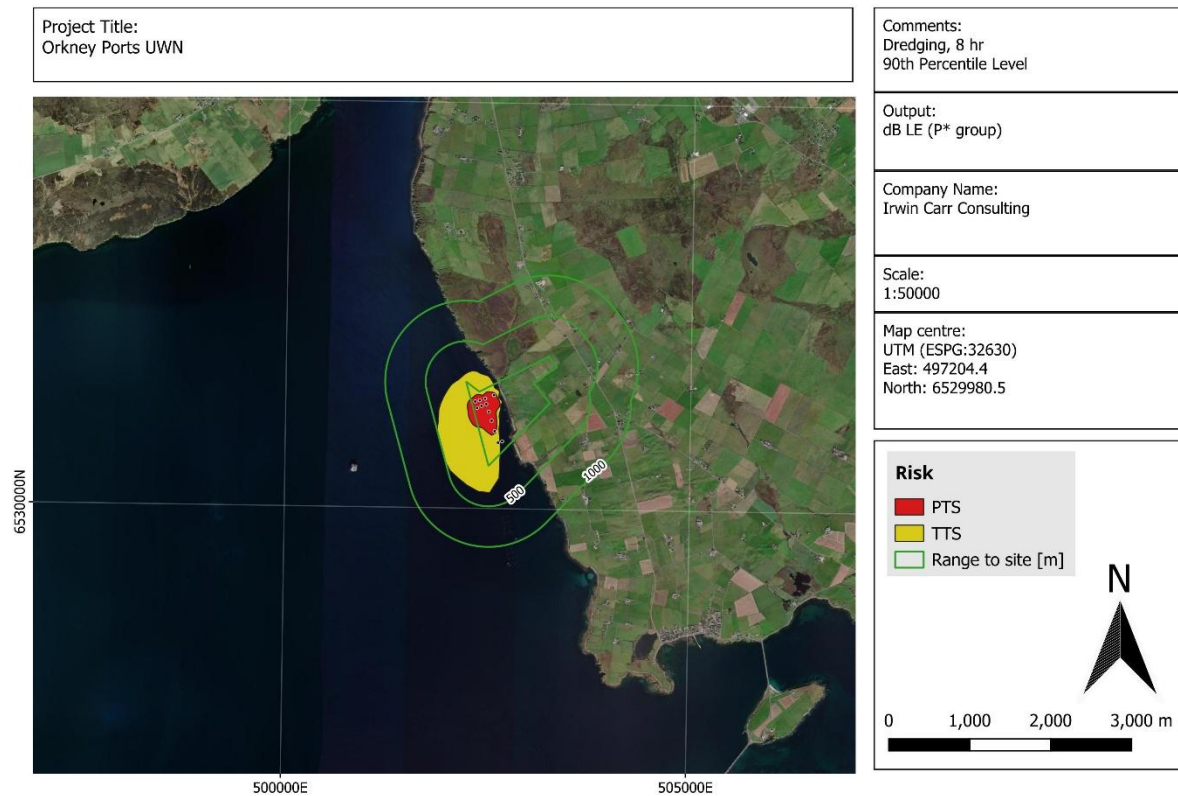 Project Title:
Orkney Ports UWN
Comments:
Dredging, 8 hr
90th Percentile Level
Output:
dB LE (P* group)
Company Name:
Irwin Carr Consulting
Scale:
1:50000
Map centre:
UTM (ESPG:32630)
East: 497204.4
North: 6529980.5
6530000N
500
1000
500000E
505000E
Risk
PTS
TTS
Range to site [m]
N
0 1,000 2,000 3,000 m